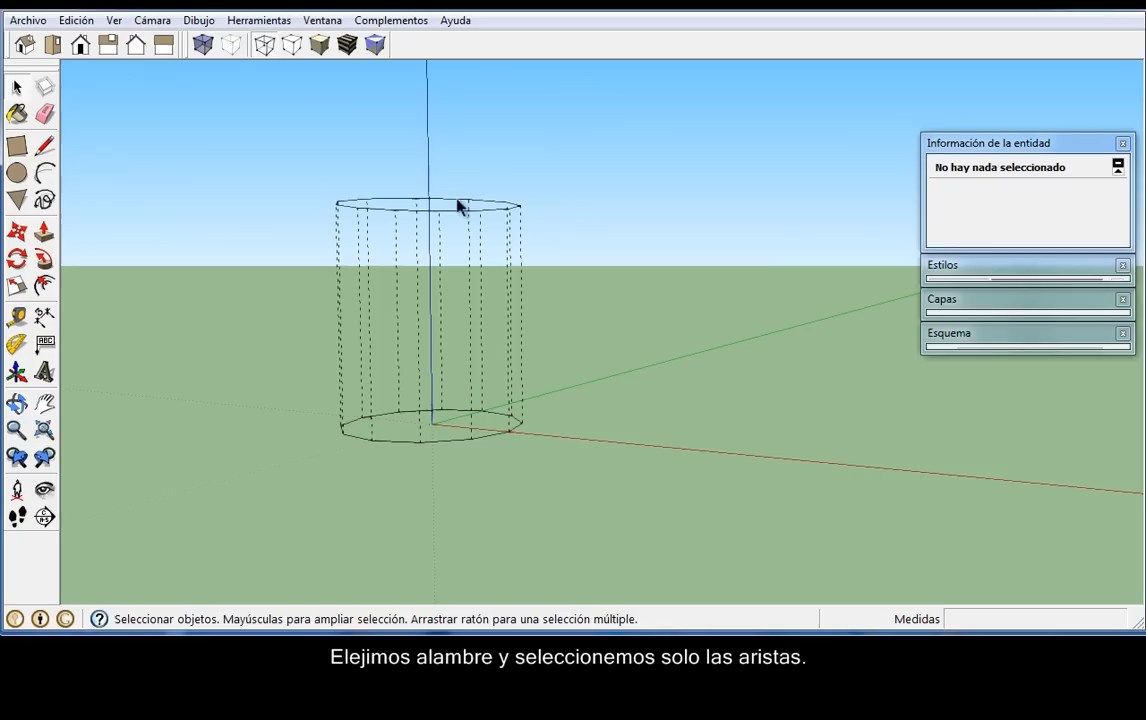 Archivo Edición Ver Cámara Dibujo Herramientas Ventana Complementos Ayuda
Información de la entidad
No hay nada seleccionado
Estilos
Capas
Esquema
ABC
Seleccionar objetos. Mayúsculas para ampliar selección. Arrastrar ratón para una selección múltiple.
Medidas
Elejimos alambre y seleccionemos solo las aristas.